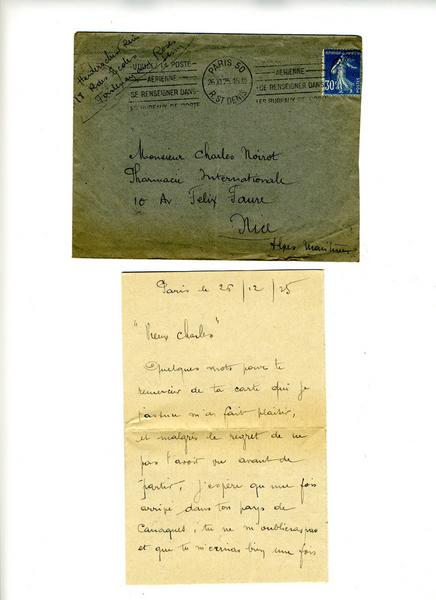 UTILISEZ LA POSTE
AERIENNE
SE RENSEIGNER DANS
LES BUREAUX DE POSTE
PARIS 50
R. ST DENIS
AERIENNE
SE RENSEIGNER DANS
LES BUREAUX DE POSTE
30c
Monsieur Charles Noirot
Pharmacie Internationale
10 Av Felix Faure
Nice
Alpes Maritimes
Paris le 26/12/25
"Vieux Charles"
Quelques mots pour te
remercier de ta carte qui je
t'assure m'a fait plaisir,
et malgrés le regret de ne
pas t'avoir vu avant de
partir, j'espère qu'une fois
arrivé dans ton pays de
Canaques, tu ne m'oublieras pas
et que tu m'écriras bien une fois